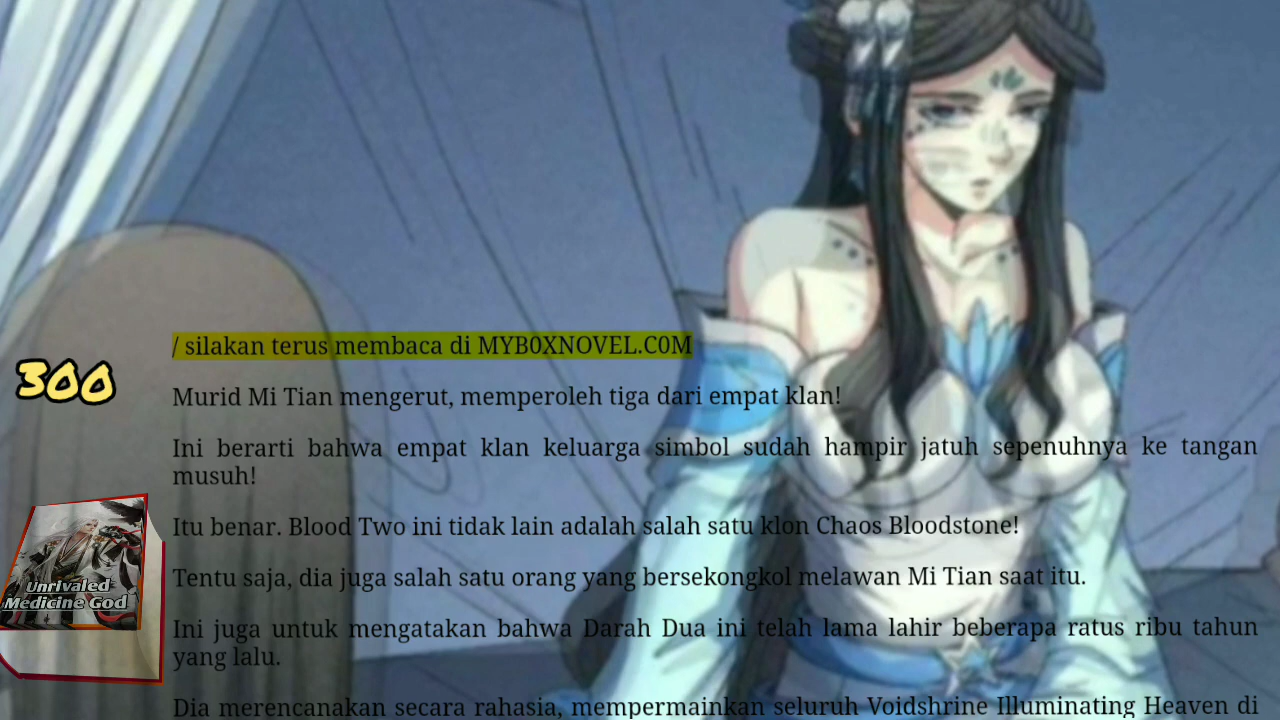 / silakan terus membaca di MYB0XNOVEL.C0M
300
Murid Mi Tian mengerut, memperoleh tiga dari empat klan!
Ini berarti bahwa empat klan keluarga simbol sudah hampir jatuh sepenuhnya ke tangan
musuh!
Itu benar. Blood Two ini tidak lain adalah salah satu klon Chaos Bloodstone!
Unrivaled
Medicine God
Tentu saja, dia juga salah satu orang yang bersekongkol melawan Mi Tian saat itu.
Ini juga untuk mengatakan bahwa Darah Dua ini telah lama lahir beberapa ratus ribu tahun
yang lalu.
Dia merencanakan secara rahasia, mempermainkan seluruh Voidshrine Illuminating Heaven di